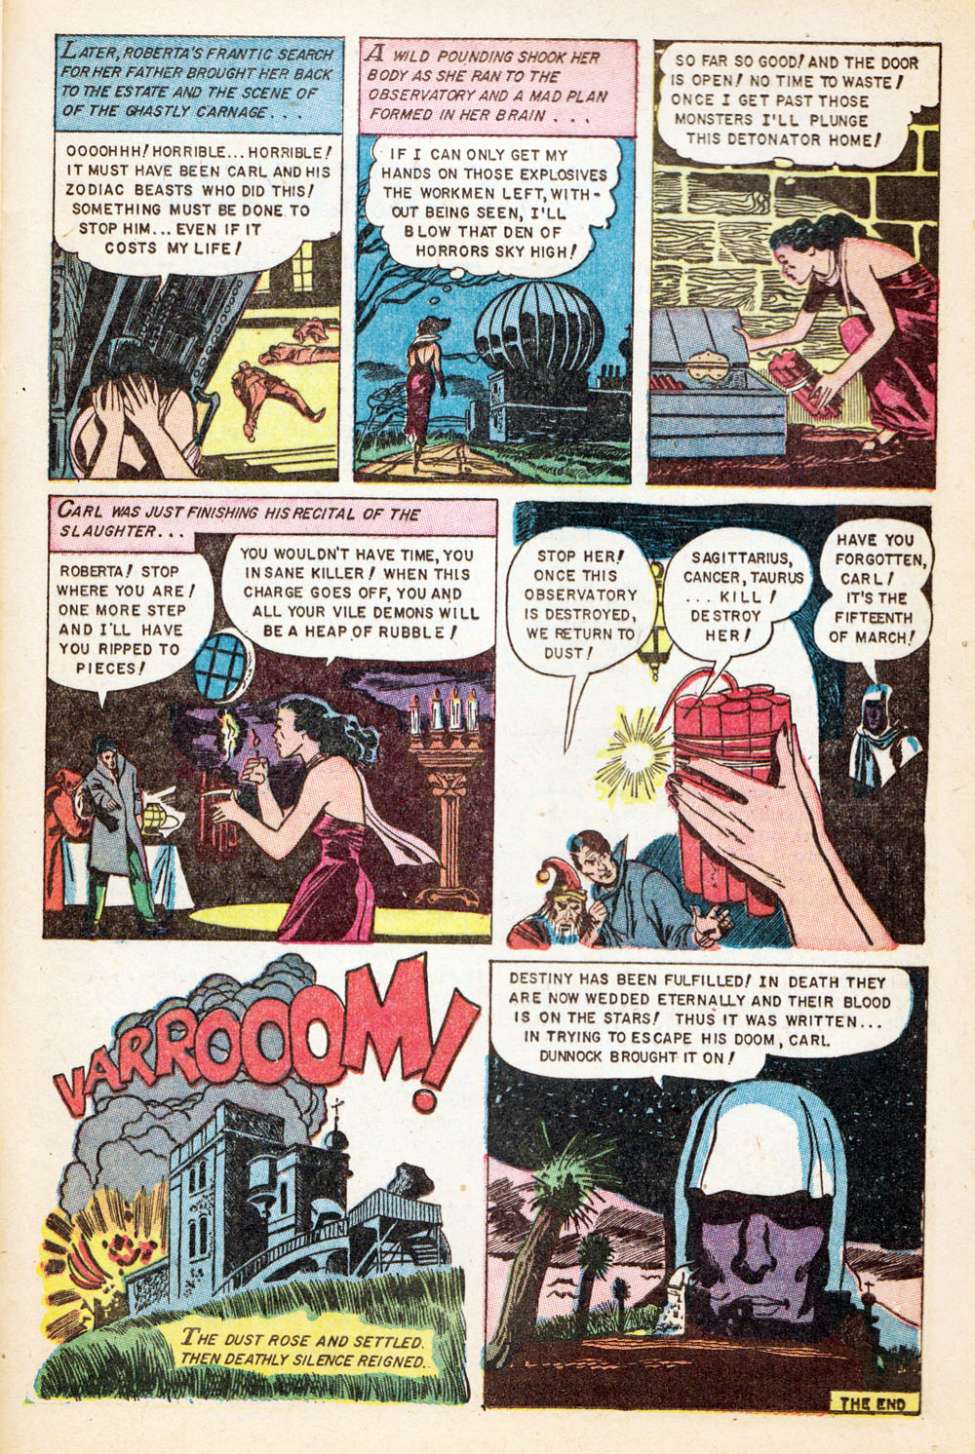 LATER, ROBERTA'S FRANTIC SEARCH
FOR HER FATHER BROUGHT HER BACK
TO THE ESTATE AND THE SCENE OF
OF THE GHASTLY CARNAGE...
OOOOHHH! HORRIBLE... HORRIBLE!
IT MUST HAVE BEEN CARL AND HIS
ZODIAC BEASTS WHO DID THIS!
SOMETHING MUST BE DONE TO
STOP HIM... EVEN IF IT
COSTS MY LIFE!
A WILD POUNDING SHOOK HER
BODY AS SHE RAN TO THE
OBSERVATORY AND A MAD PLAN
FORMED IN HER BRAIN...
IF I CAN ONLY GET MY
HANDS ON THOSE EXPLOSIVES
THE WORKMEN LEFT, WITH-
OUT BEING SEEN, I'LL
BLOW THAT DEN OF
HORRORS SKY HIGH!
SO FAR SO GOOD! AND THE DOOR
IS OPEN! NO TIME TO WASTE!
ONCE I GET PAST THOSE
MONSTERS I'LL PLUNGE
THIS DETONATOR HOME!
CARL WAS JUST FINISHING HIS RECITAL OF THE
SLAUGHTER...
ROBERTA! STOP
WHERE YOU ARE!
ONE MORE STEP
AND I'LL HAVE
YOU RIPPED TO
PIECES!
YOU WOULDN'T HAVE TIME, YOU
INSANE KILLER! WHEN THIS
CHARGE GOES OFF, YOU AND
ALL YOUR VILE DEMONS WILL
BE A HEAP OF RUBBLE!
STOP HER!
ONCE THIS
OBSERVATORY
IS DESTROYED,
WE RETURN TO
DUST!
SAGITTARIUS,
CANCER, TAURUS
...KILL!
DESTROY
HER!
HAVE YOU
FORGOTTEN,
CARL!
IT'S THE
FIFTEENTH
OF MARCH!
VARROOOM!
THE DUST ROSE AND SETTLED.
THEN DEATHLY SILENCE REIGNED..
DESTINY HAS BEEN FULFILLED! IN DEATH THEY
ARE NOW WEDDED ETERNALLY AND THEIR BLOOD
IS ON THE STARS! THUS IT WAS WRITTEN...
IN TRYING TO ESCAPE HIS DOOM, CARL
DUNNOCK BROUGHT IT ON!
THE END